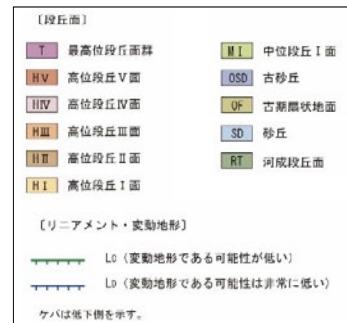 〔段丘面〕
T 最高位段丘面群
HⅤ 高位段丘Ⅴ面
HⅣ 高位段丘Ⅳ面
HⅢ 高位段丘Ⅲ面
HⅡ 高位段丘Ⅱ面
HⅠ 高位段丘Ⅰ面
MⅠ 中位段丘Ⅰ面
OSD 古砂丘
OF 古期扇状地面
SD 砂丘
RT 河成段丘面
〔リニアメント・変動地形〕
LC (変動地形である可能性が低い)
LD (変動地形である可能性は非常に低い)
ケバは低下側を示す。